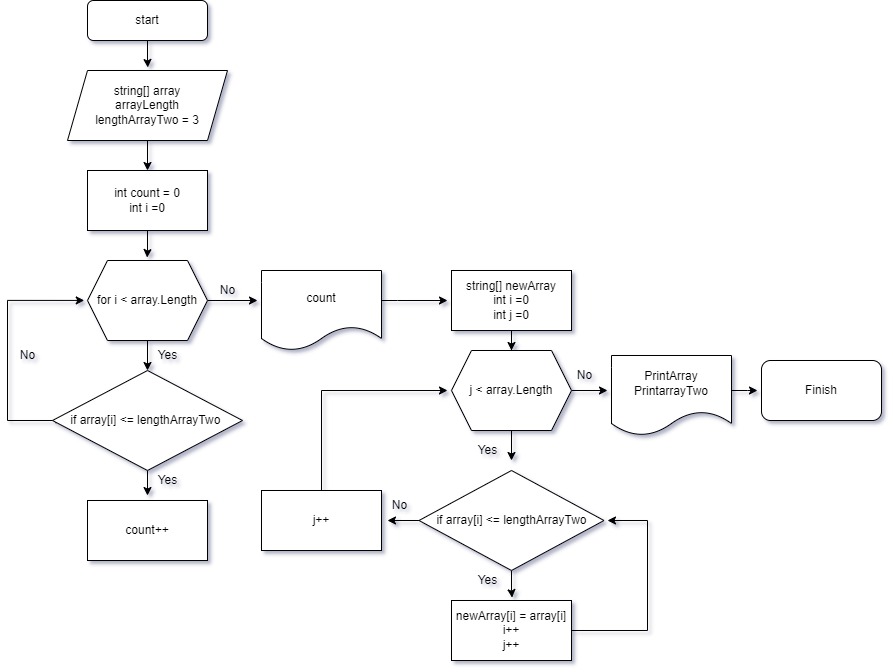 start
string[] array
arrayLength
lengthArrayTwo = 3
int count = 0
int i =0
for i < array.Length
No
Yes
No
if array[i] <= lengthArrayTwo
Yes
count++
count
string[] newArray
int i =0
int j =0
j < array.Length
No
Yes
PrintArray
PrintarrayTwo
Finish
if array[i] <= lengthArrayTwo
No
j++
Yes
newArray[i] = array[i]
i++
j++